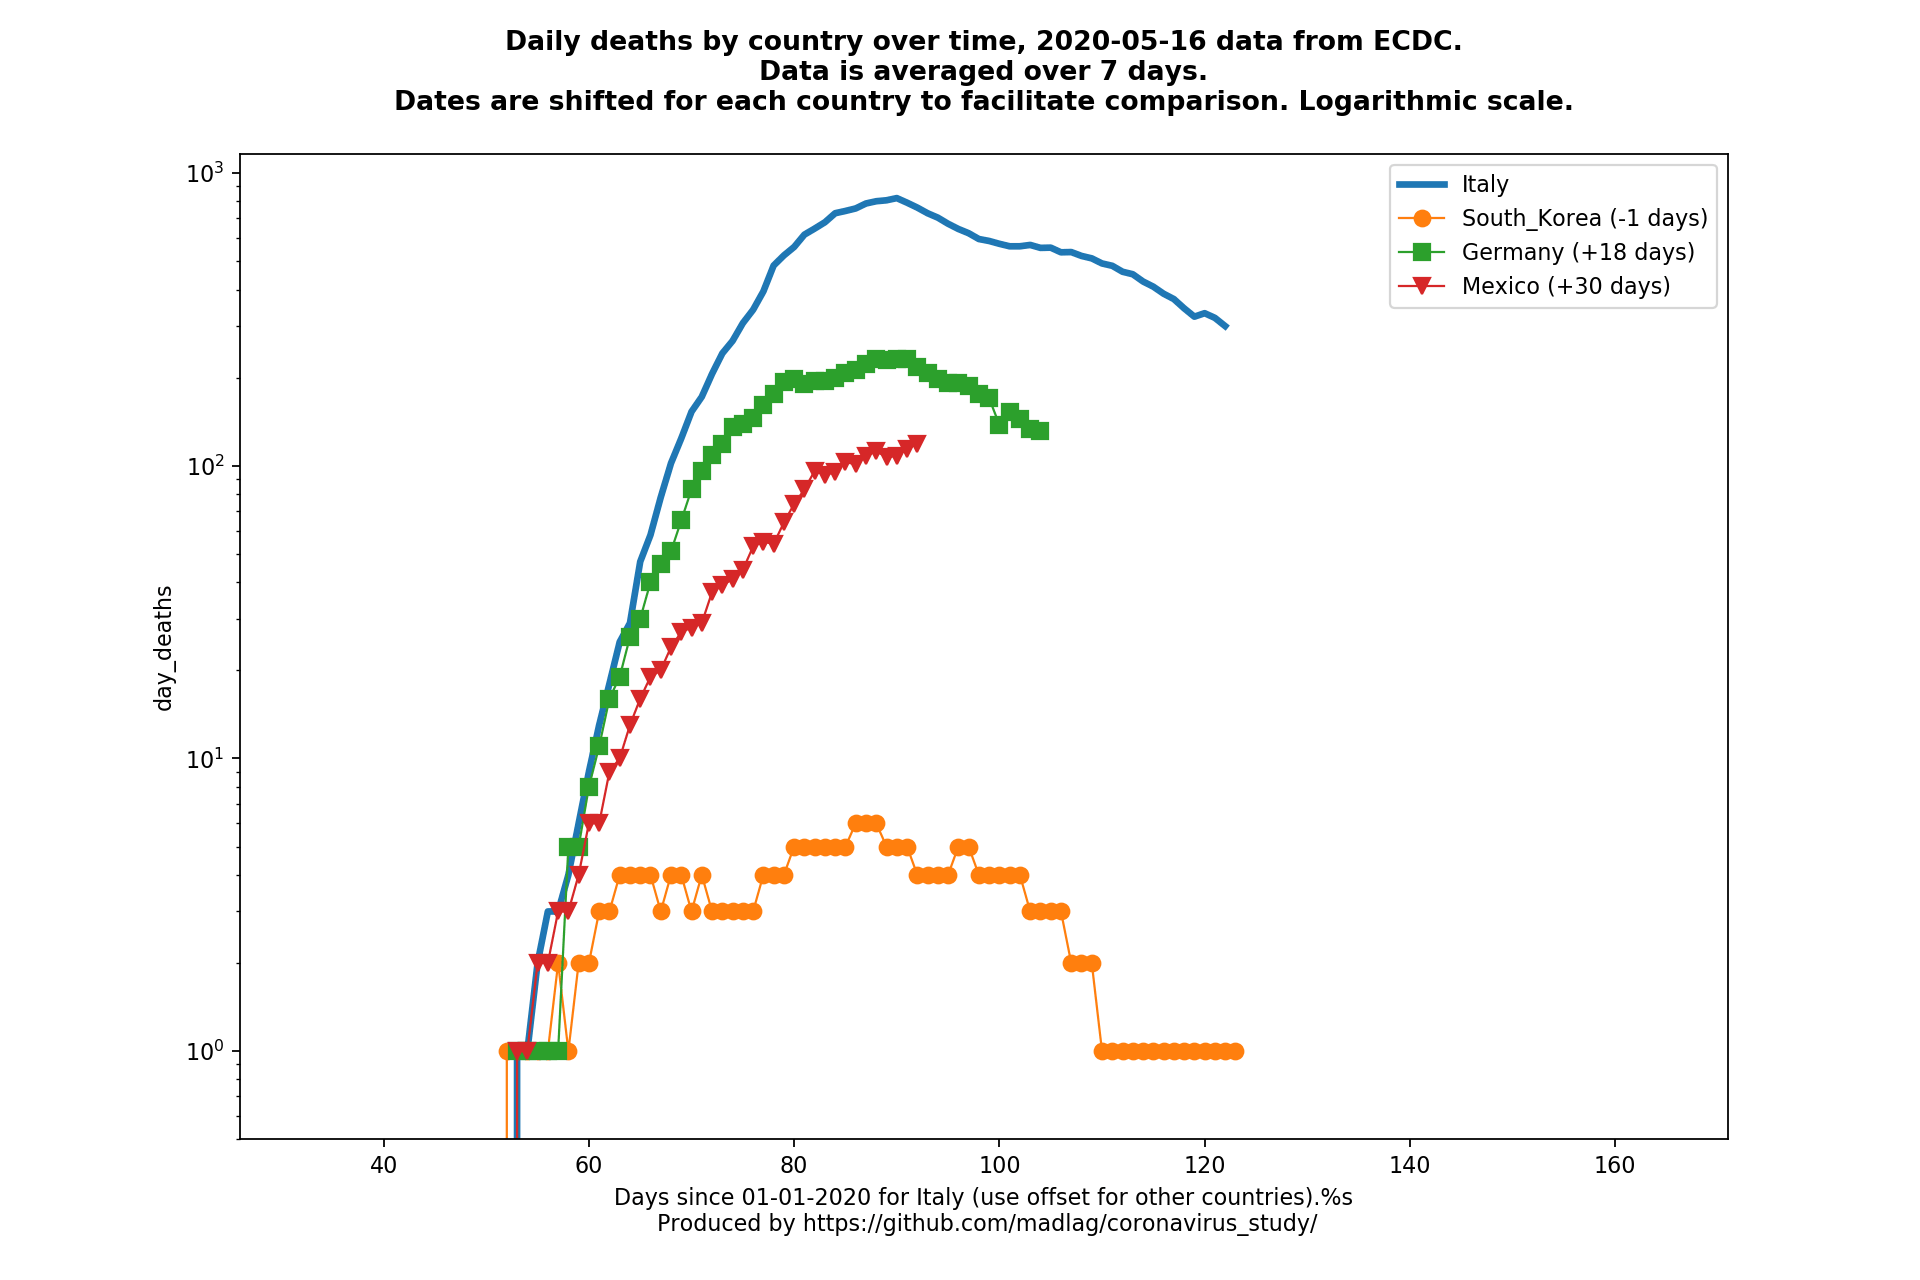 Daily deaths by country over time, 2020-05-16 data from ECDC.
Data is averaged over 7 days.
Dates are shifted for each country to facilitate comparison. Logarithmic scale.
10³
10²
10¹
10⁰
day_deaths
Italy
South_Korea (-1 days)
Germany (+18 days)
Mexico (+30 days)
40 60 80 100 120 140 160
Days since 01-01-2020 for Italy (use offset for other countries).%s
Produced by https://github.com/madlag/coronavirus_study/